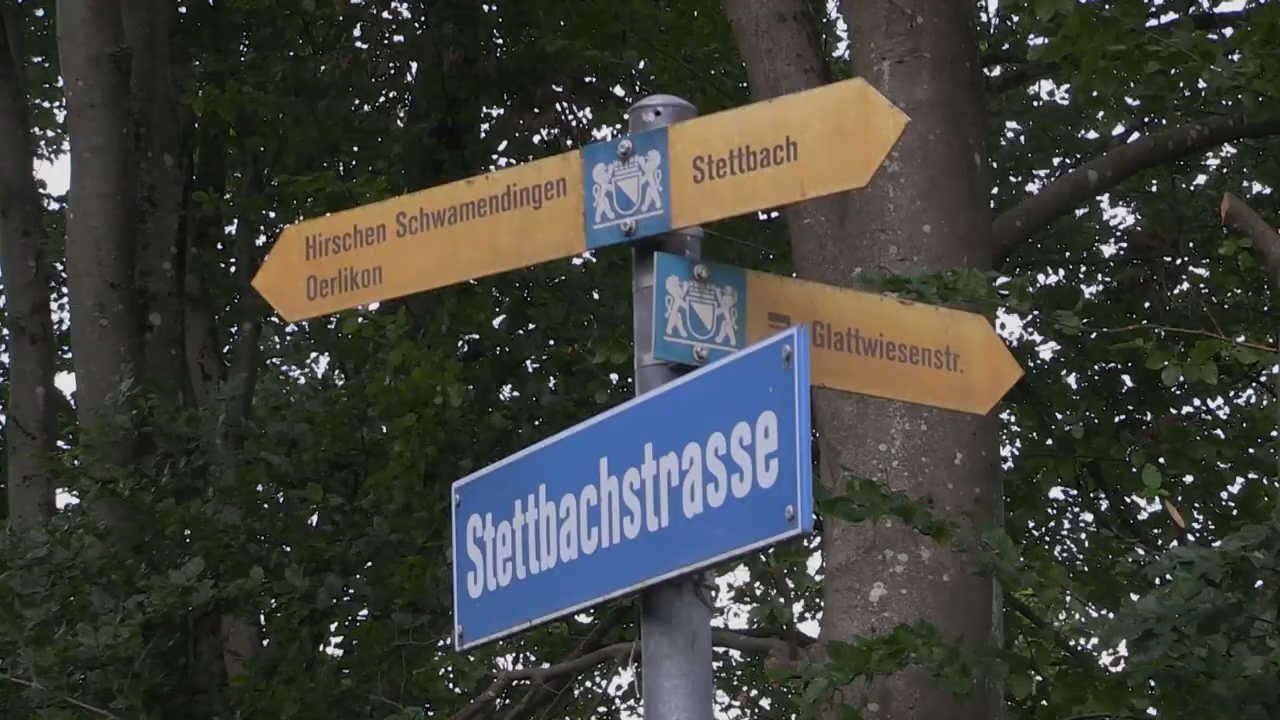 Hirschen Schwamendingen
Oerlikon
Stettbach
Glattwiesenstr.
Stettbachstrasse